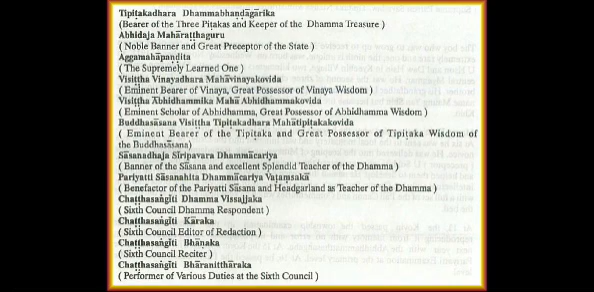 Tipiṭakadhara Dhammabhaṇḍāgārika
(Bearer of the Three Piṭakas and Keeper of the Dhamma Treasure )
Abhidaja Mahāraṭṭhaguru
( Noble Banner and Great Preceptor of the State )
Aggamahāpaṇḍita
( The Supremely Learned One )
Visiṭṭha Vinayadhara Mahāvinayakovida
( Eminent Bearer of Vinaya, Great Possessor of Vinaya Wisdom )
Visiṭṭha Abhidhammika Mahā Abhidhammakovida
( Eminent Scholar of Abhidhamma, Great Possessor of Abhidhamma Wisdom )
Buddhasāsana Visiṭṭha Tipiṭakadhara Mahātipiṭakakovida
( Eminent Bearer of the Tipiṭaka and Great Possessor of Tipiṭaka Wisdom of
the Buddhasāsana)
Sāsanadhaja Sīripavara Dhammācariya
( Banner of the Sāsana and excellent Splendid Teacher of the Dhamma )
Pariyatti Sāsanahita Dhammācariya Vaṭaṃsakā
( Benefactor of the Pariyatti Sāsana and Headgarland as Teacher of the Dhamma )
Chaṭṭhasaṅgīti Dhamma Vissajjaka
( Sixth Council Dhamma Respondent )
Chaṭṭhasaṅgīti Kāraka
( Sixth Council Editor of Redaction )
Chaṭṭhasaṅgīti Bhāṇaka
( Sixth Council Reciter )
Chaṭṭhasaṅgīti Bhāranitthāraka
( Performer of Various Duties at the Sixth Council )